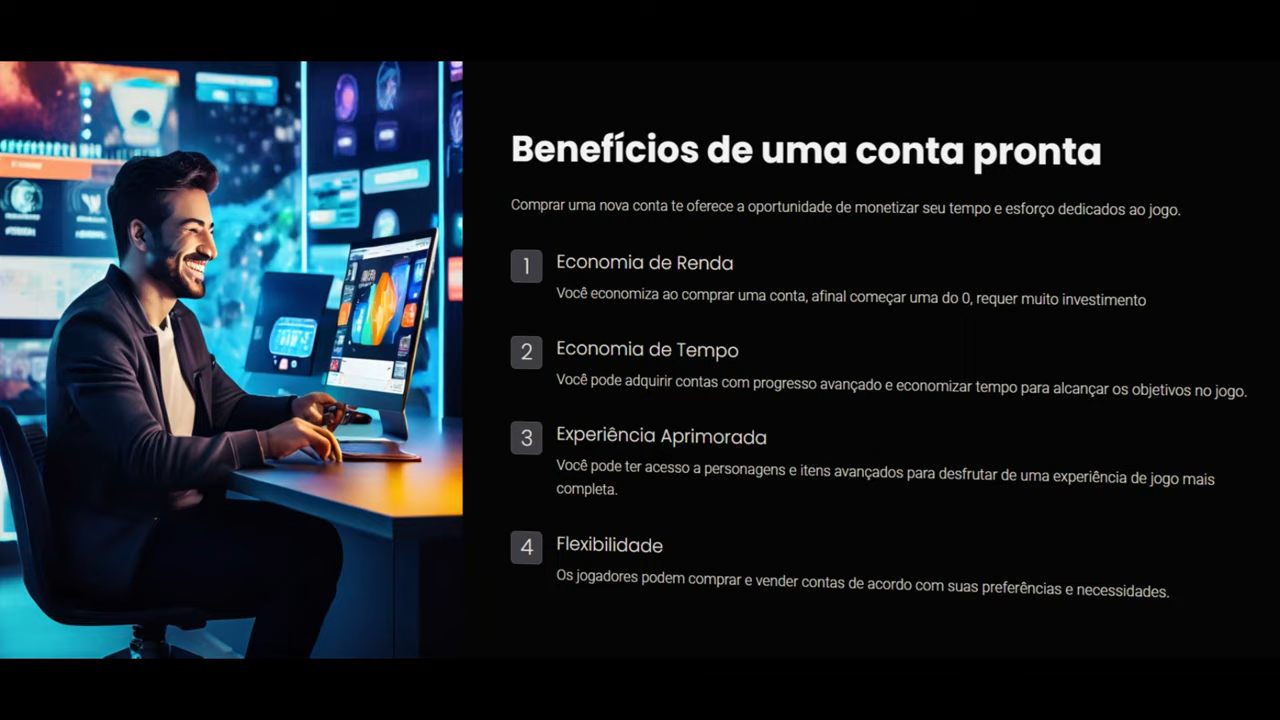 Benefícios de uma conta pronta
Comprar uma nova conta te oferece a oportunidade de monetizar seu tempo e esforço dedicados ao jogo.
1 Economia de Renda
Você economiza ao comprar uma conta, afinal começar uma do 0, requer muito investimento
2 Economia de Tempo
Você pode adquirir contas com progresso avançado e economizar tempo para alcançar os objetivos no jogo.
3 Experiência Aprimorada
Você pode ter acesso a personagens e itens avançados para desfrutar de uma experiência de jogo mais
completa.
4 Flexibilidade
Os jogadores podem comprar e vender contas de acordo com suas preferências e necessidades.